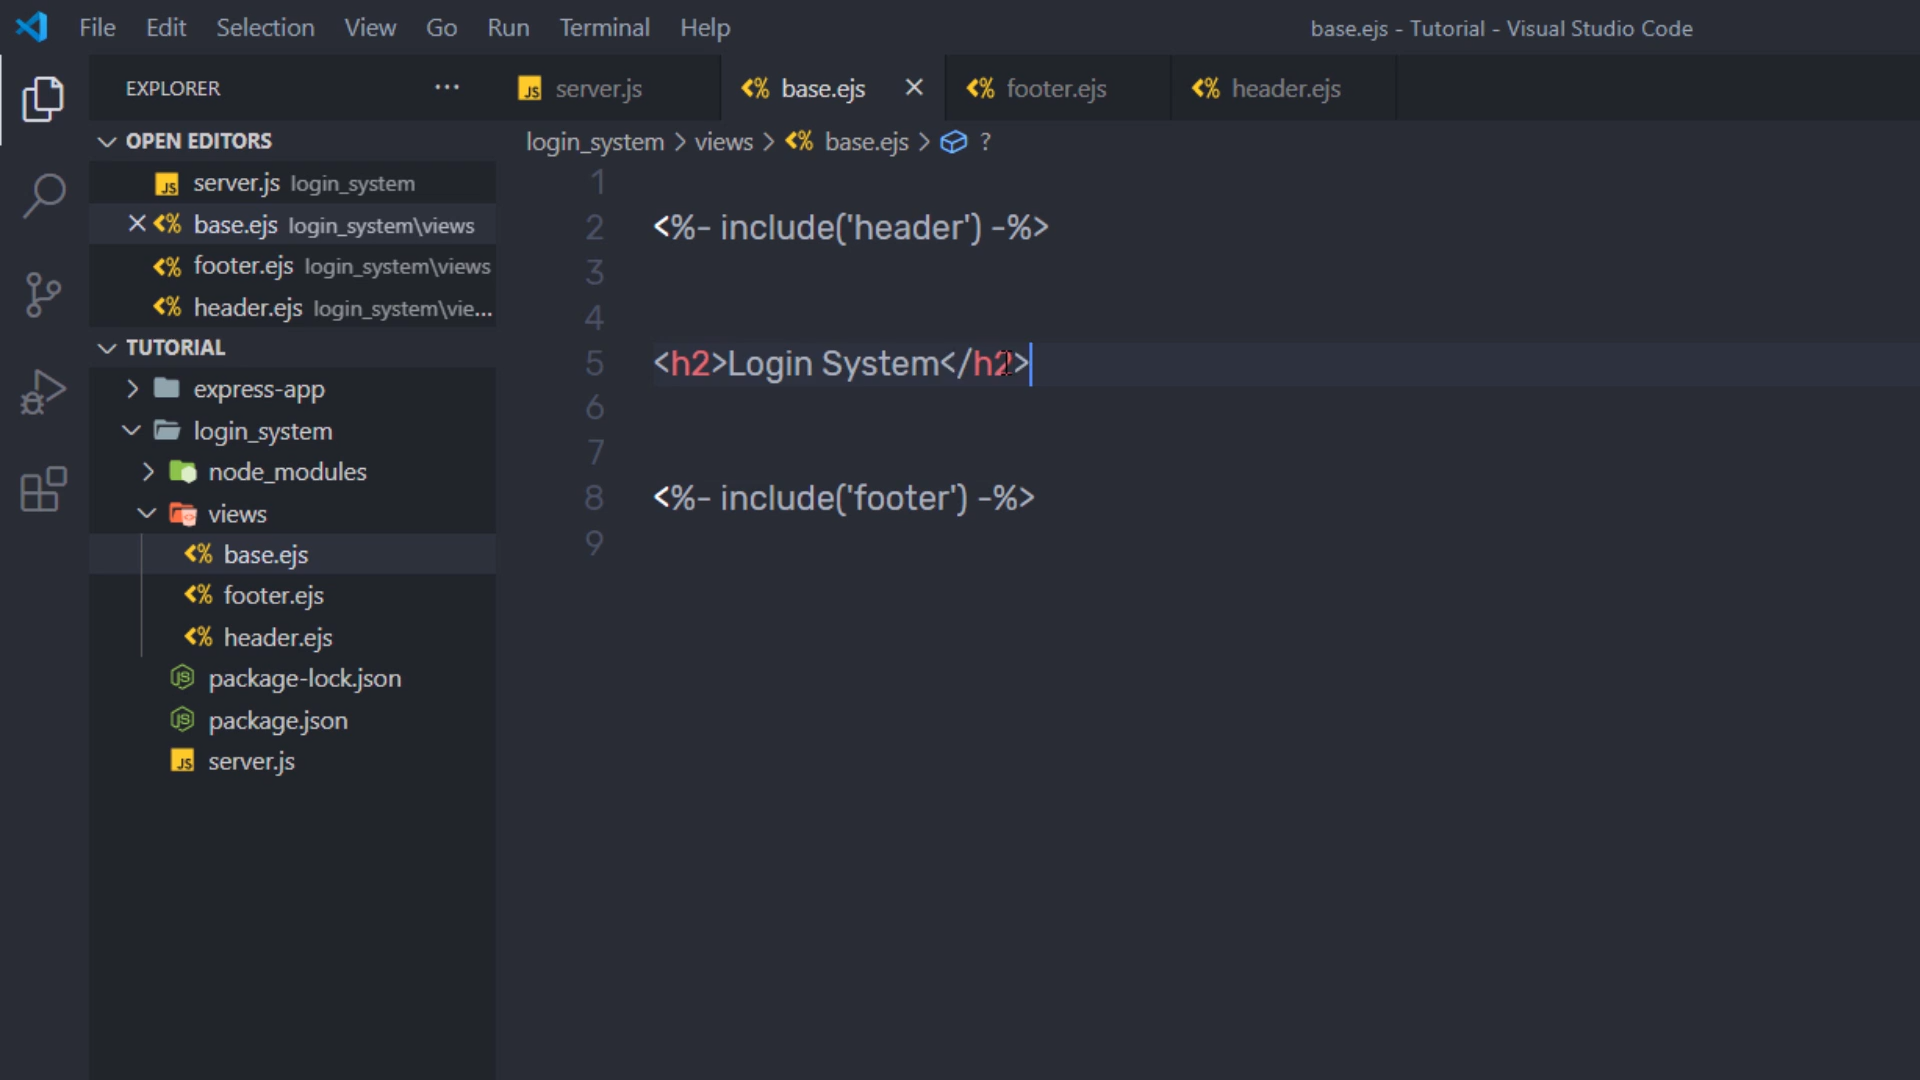 File Edit Selection View Go Run Terminal Help base.ejs - Tutorial - Visual Studio Code
EXPLORER ···
server.js base.ejs footer.ejs header.ejs
OPEN EDITORS
server.js login_system
base.ejs login_system\views
footer.ejs login_system\views
header.ejs login_system\vie...
TUTORIAL
express-app
login_system
node_modules
views
base.ejs
footer.ejs
header.ejs
package-lock.json
package.json
server.js
login_system > views > base.ejs > ?
1
2 <%- include('header') -%>
3
4
5 <h2>Login System</h2>
6
7
8 <%- include('footer') -%>
9